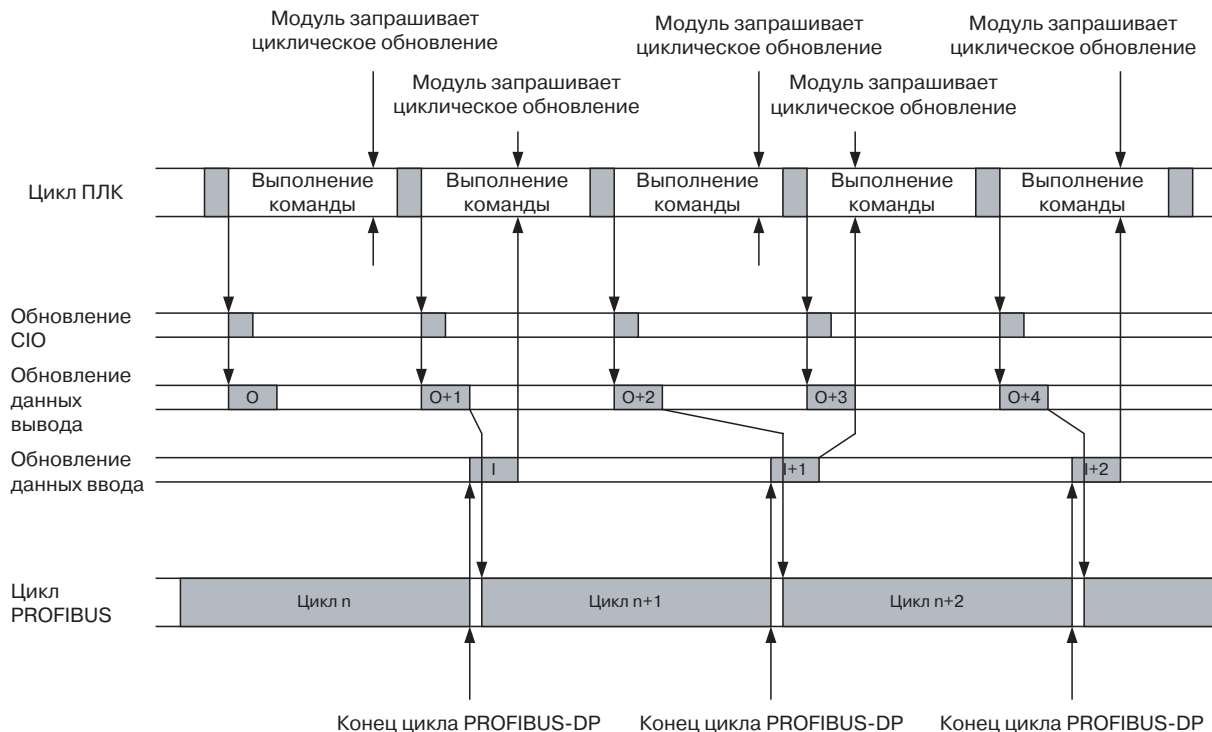 Модуль запрашивает
циклическое обновление
Модуль запрашивает
циклическое обновление
Модуль запрашивает
циклическое обновление
Модуль запрашивает
циклическое обновление
Модуль запрашивает
циклическое обновление
Цикл ПЛК
Выполнение
команды
Выполнение
команды
Выполнение
команды
Выполнение
команды
Выполнение
команды
Обновление
CIO
Обновление
данных
вывода
O
O+1
O+2
O+3
O+4
Обновление
данных ввода
I
I+1
I+2
Цикл
PROFIBUS
Цикл n
Цикл n+1
Цикл n+2
Конец цикла PROFIBUS-DP
Конец цикла PROFIBUS-DP
Конец цикла PROFIBUS-DP